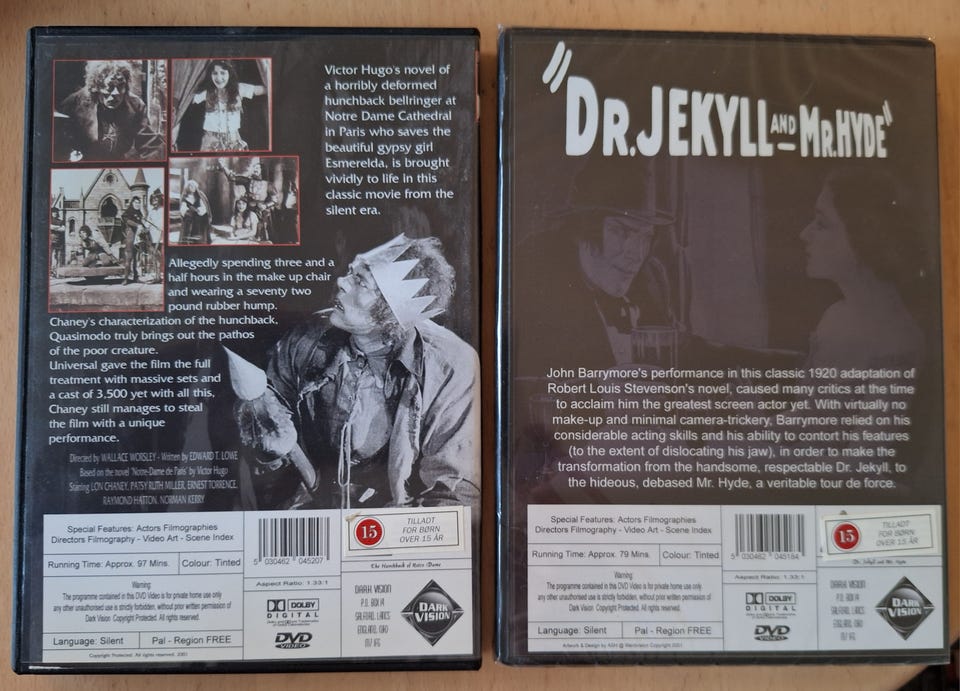 Victor Hugo's novel of
a horribly deformed
hunchback bellringer at
Notre Dame Cathedral
in Paris who saves the
beautiful gypsy girl
Esmerelda, is brought
vividly to life in this
classic movie from the
silent era.
Allegedly spending three and a
half hours in the make up chair
and wearing a seventy two
pound rubber hump.
Chaney's characterization of the hunchback,
Quasimodo truly brings out the pathos
of the poor creature.
Universal gave the film the full
treatment with massive sets and
a cast of 3,500 yet with all this,
Chaney still manages to steal
the film with a unique
performance.
Directed by WALLACE WORSLEY - Written by EDWARD T. LOWE
Based on the novel 'Notre-Dame de Paris' by Victor Hugo
Starring LON CHANEY, PATSY RUTH MILLER, ERNEST TORRENCE,
RAYMOND HATTON, NORMAN KERRY
Special Features: Actors Filmographies
Directors Filmography - Video Art - Scene Index
Running Time: Approx. 97 Mins.
Colour: Tinted
Warning:
The programme contained in this DVD Video is for private home use only
any other unauthorised use is strictly forbidden, without prior written permission of
Dark Vision. Copyright Protected. All rights reserved.
Language: Silent
Pal - Region FREE
Copyright Protected. All rights reserved. 2001
5 030462 045207
Aspect Ratio: 1.33:1
DOLBY
DIGITAL
DVD
VIDEO
15
TILLADT
FOR BØRN
OVER 15 ÅR
The Hunchback of Notre Dame
DARK VISION
P.O. BOX 14
SALFORD, LANCS
ENGLAND, GBO
DARK
VISION
"DR. JEKYLL AND MR. HYDE"
John Barrymore's performance in this classic 1920 adaptation of
Robert Louis Stevenson's novel, caused many critics at the time
to acclaim him the greatest screen actor yet. With virtually no
make-up and minimal camera-trickery, Barrymore relied on his
considerable acting skills and his ability to contort his features
(to the extent of dislocating his jaw), in order to make the
transformation from the handsome, respectable Dr. Jekyll, to
the hideous, debased Mr. Hyde, a veritable tour de force.
Special Features: Actors Filmographies
Directors Filmography - Video Art - Scene Index
Running Time: Approx. 79 Mins.
Colour: Tinted
Warning:
The programme contained in this DVD Video is for private home use only
any other unauthorised use is strictly forbidden, without prior written permission of
Dark Vision. Copyright Protected. All rights reserved.
Language: Silent
Pal - Region FREE
5 030462 045184
Aspect Ratio: 1.33:1
DOLBY
DIGITAL
DVD
VIDEO
15
TILLADT
FOR BØRN
OVER 15 ÅR
Dr. Jekyll and Mr. Hyde
DARK VISION
P.O. BOX 14
SALFORD, LANCS
ENGLAND, GBO
DARK
VISION